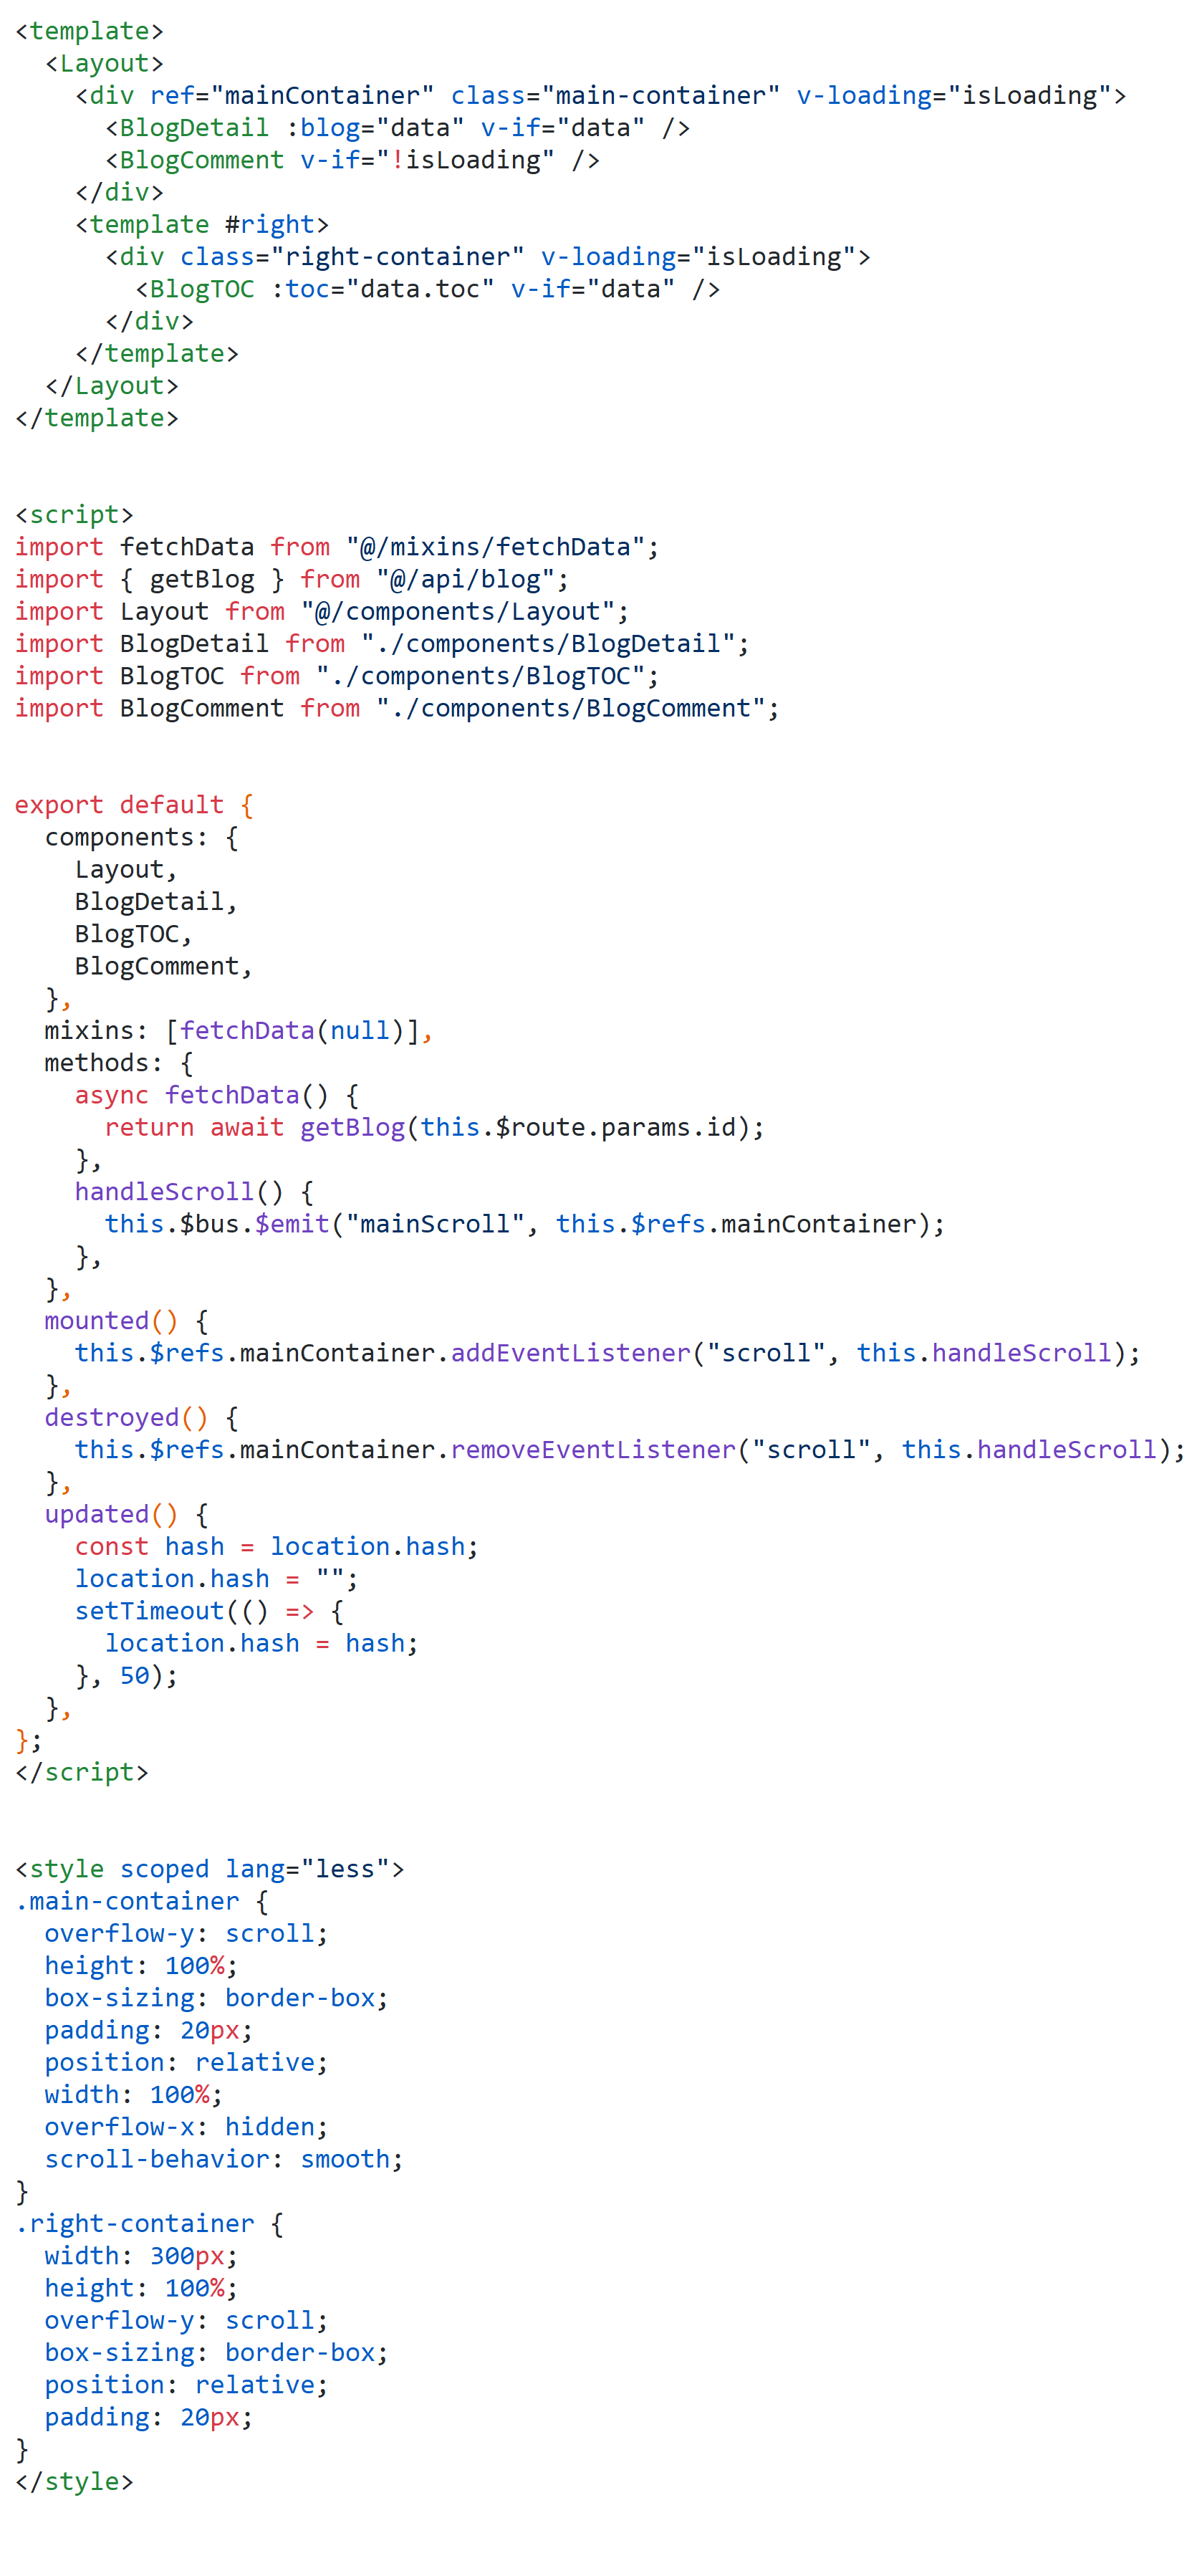 <template>
  <Layout>
    <div ref="mainContainer" class="main-container" v-loading="isLoading">
      <BlogDetail :blog="data" v-if="data" />
      <BlogComment v-if="!isLoading" />
    </div>
    <template #right>
      <div class="right-container" v-loading="isLoading">
        <BlogTOC :toc="data.toc" v-if="data" />
      </div>
    </template>
  </Layout>
</template>

<script>
import fetchData from "@/mixins/fetchData";
import { getBlog } from "@/api/blog";
import Layout from "@/components/Layout";
import BlogDetail from "./components/BlogDetail";
import BlogTOC from "./components/BlogTOC";
import BlogComment from "./components/BlogComment";

export default {
  components: {
    Layout,
    BlogDetail,
    BlogTOC,
    BlogComment,
  },
  mixins: [fetchData(null)],
  methods: {
    async fetchData() {
      return await getBlog(this.$route.params.id);
    },
    handleScroll() {
      this.$bus.$emit("mainScroll", this.$refs.mainContainer);
    },
  },
  mounted() {
    this.$refs.mainContainer.addEventListener("scroll", this.handleScroll);
  },
  destroyed() {
    this.$refs.mainContainer.removeEventListener("scroll", this.handleScroll);
  },
  updated() {
    const hash = location.hash;
    location.hash = "";
    setTimeout(() => {
      location.hash = hash;
    }, 50);
  },
};
</script>

<style scoped lang="less">
.main-container {
  overflow-y: scroll;
  height: 100%;
  box-sizing: border-box;
  padding: 20px;
  position: relative;
  width: 100%;
  overflow-x: hidden;
  scroll-behavior: smooth;
}
.right-container {
  width: 300px;
  height: 100%;
  overflow-y: scroll;
  box-sizing: border-box;
  position: relative;
  padding: 20px;
}
</style>